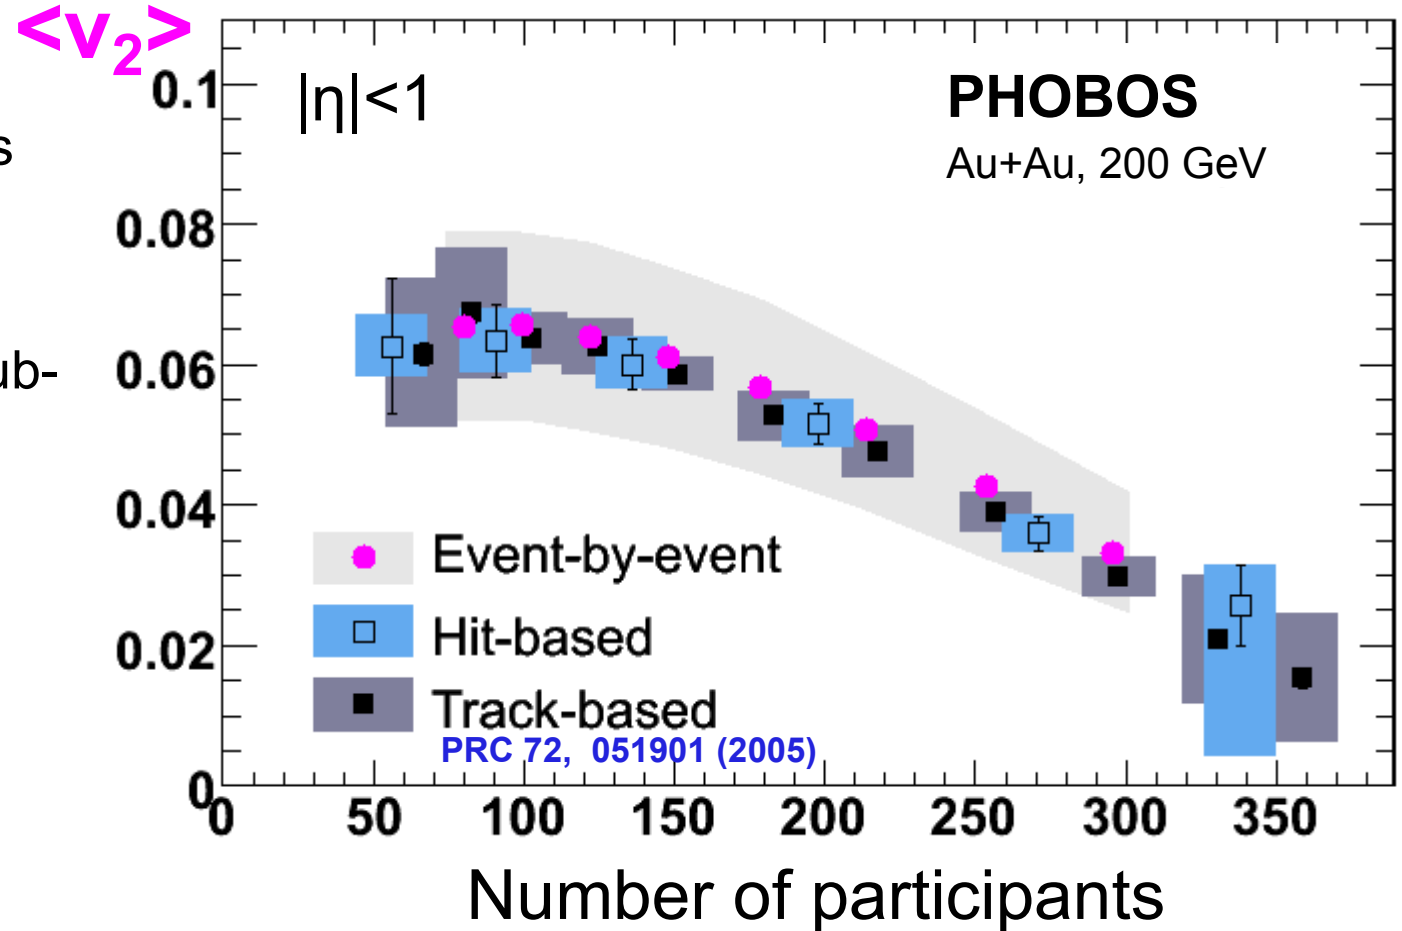 <v2>
0.1
|η|<1
PHOBOS
Au+Au, 200 GeV
s
0.08
ub-
0.06
0.04
Event-by-event
Hit-based
0.02
Track-based
PRC 72, 051901 (2005)
0
0 50 100 150 200 250 300 350
Number of participants